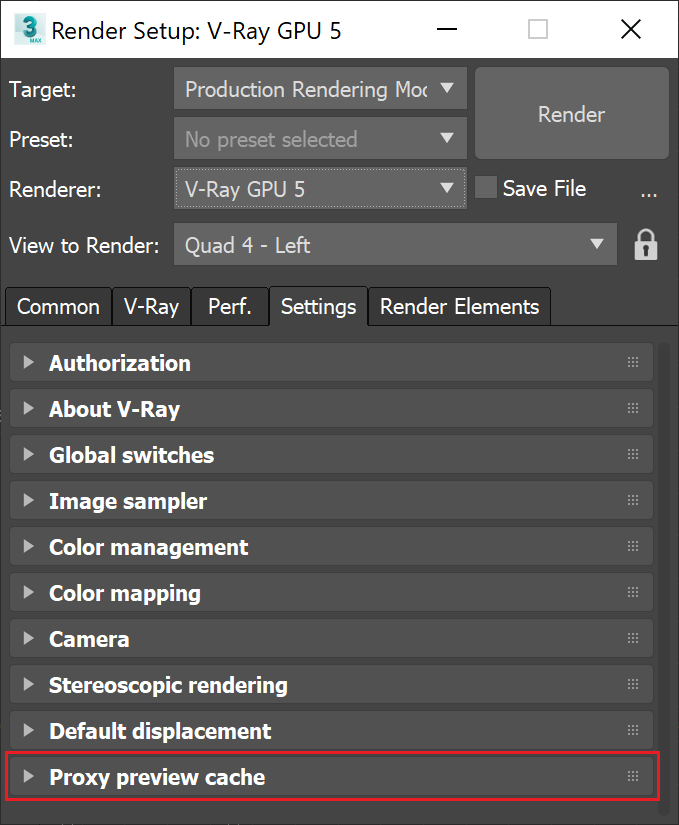 3 MAX Render Setup: V-Ray GPU 5
Target: Production Rendering Mod
Render
Preset: No preset selected
Renderer: V-Ray GPU 5 Save File ...
View to Render: Quad 4 - Left
Common V-Ray Perf. Settings Render Elements
Authorization
About V-Ray
Global switches
Image sampler
Color management
Color mapping
Camera
Stereoscopic rendering
Default displacement
Proxy preview cache